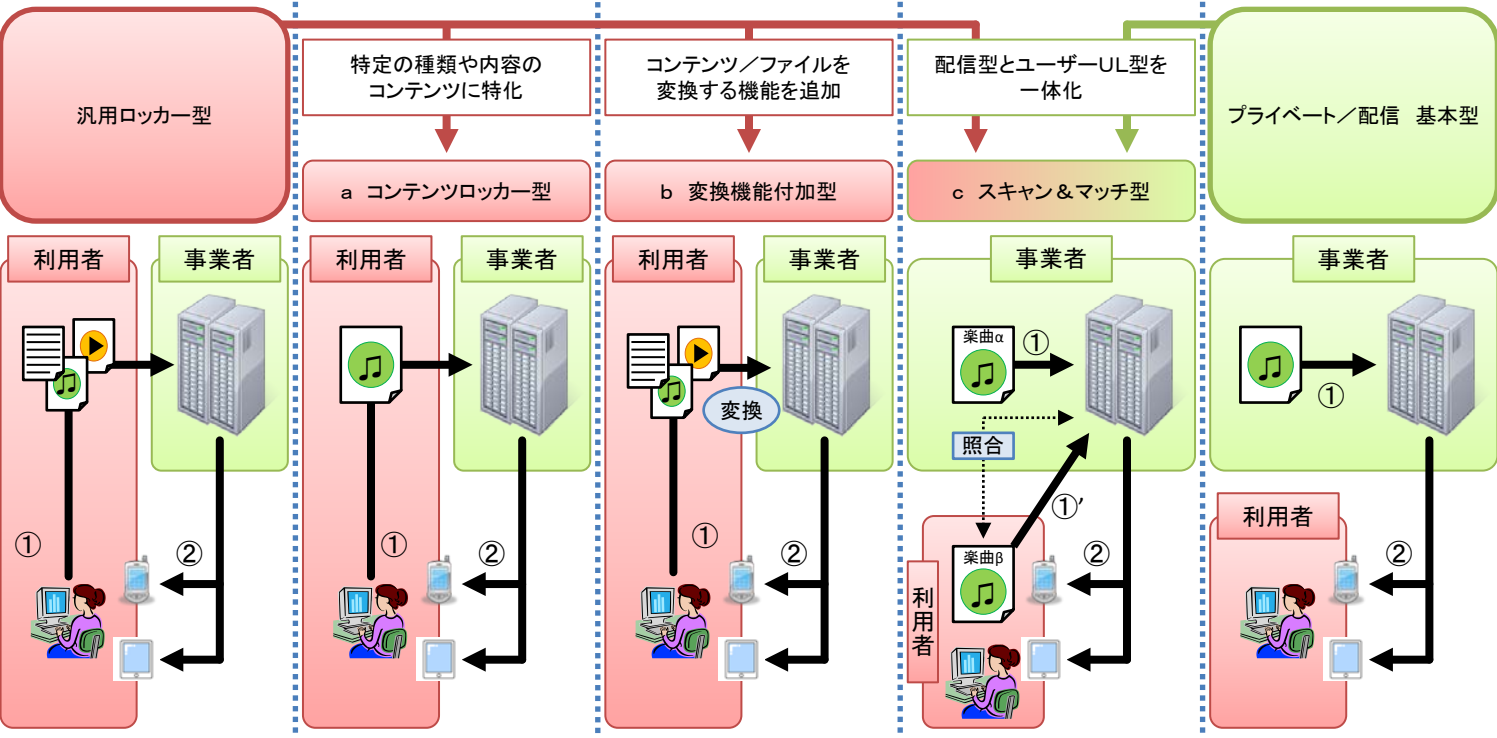 汎用ロッカー型
特定の種類や内容の
コンテンツに特化
コンテンツ／ファイルを
変換する機能を追加
配信型とユーザーUL型を
一体化
プライベート／配信 基本型
a コンテンツロッカー型
b 変換機能付加型
c スキャン＆マッチ型
利用者
事業者
①
②
利用者
事業者
①
②
利用者
事業者
変換
①
②
事業者
楽曲α
①
照合
①’
楽曲β
②
利用者
事業者
①
利用者
②